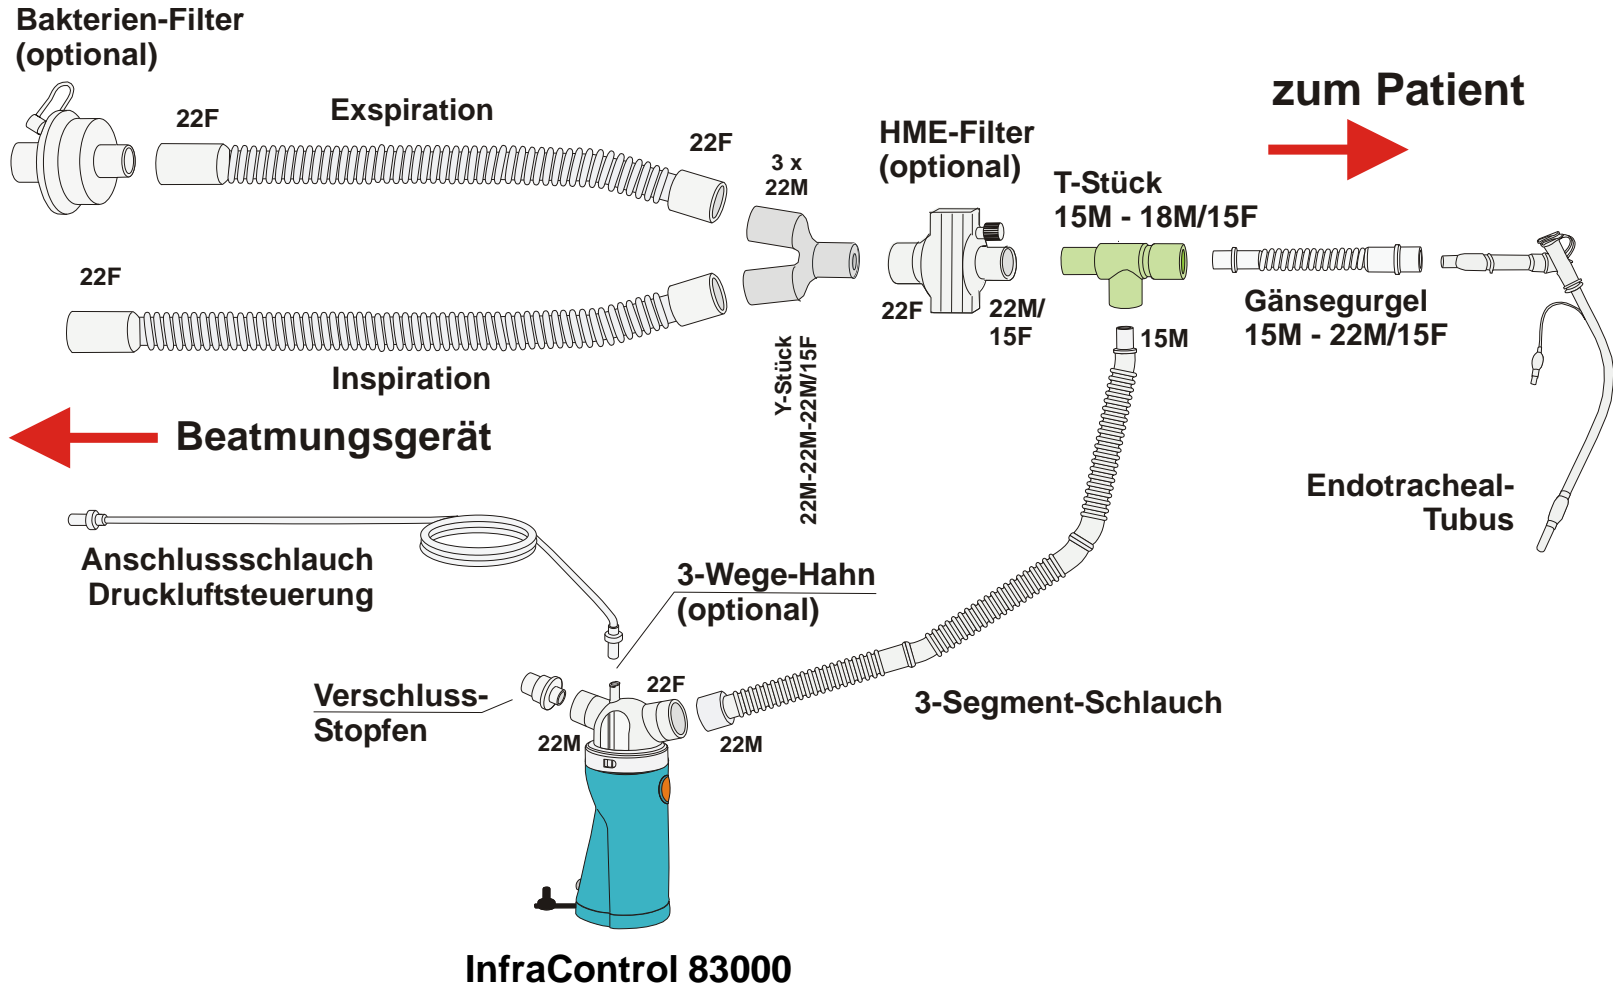 Bakterien-Filter
(optional)
22F
Exspiration
22F
3 x
22M
HME-Filter
(optional)
zum Patient
T-Stück
15M - 18M/15F
22F
22F
22M/
15F
15M
Gänsegurgel
15M - 22M/15F
Inspiration
Y-Stück
22M-22M-22M/15F
Beatmungsgerät
Endotracheal-
Tubus
Anschlussschlauch
Druckluftsteuerung
3-Wege-Hahn
(optional)
Verschluss-
Stopfen
22F
22M
22M
3-Segment-Schlauch
InfraControl 83000